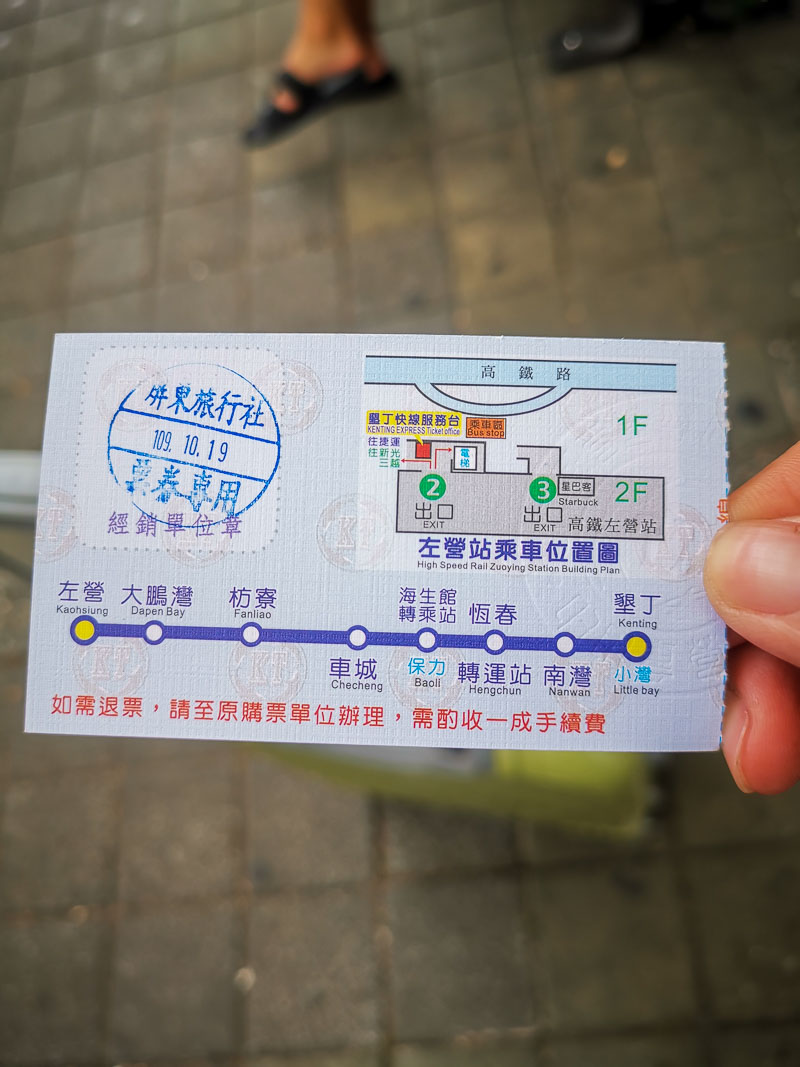 屏東旅行社
109.10.19
票券專用
經銷單位章
高鐵路
墾丁快線服務台
KENTING EXPRESS Ticket office
乘車區
Bus stop
1F
往捷運
往新光
三越
電梯
2
出口
EXIT
3
出口
EXIT
星巴客
Starbuck
2F
高鐵左營站
左營站乘車位置圖
High Speed Rail Zuoying Station Building Plan
左營
Kaohsiung
大鵬灣
Dapen Bay
枋寮
Fanliao
車城
Checheng
海生館
轉乘站
保力
Baoli
恆春
轉運站
Hengchun
南灣
Nanwan
墾丁
Kenting
小灣
Little bay
如需退票，請至原購票單位辦理，需酌收一成手續費